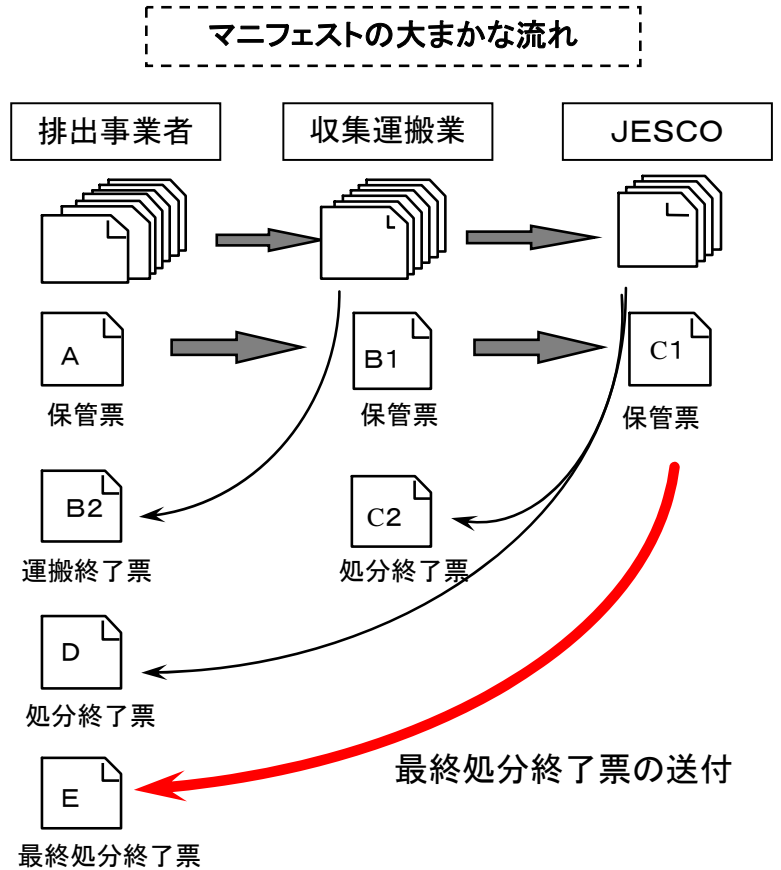 マニフェストの大まかな流れ
排出事業者
収集運搬業
JESCO
A
保管票
B1
保管票
C1
保管票
B2
運搬終了票
C2
処分終了票
D
処分終了票
最終処分終了票の送付
E
最終処分終了票